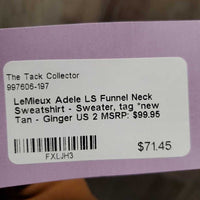 The Tack Collector
997606-197
LeMieux Adele LS Funnel Neck
Sweatshirt - Sweater, tag *new
Tan - Ginger US 2 MSRP: $99.95
$71.45
FXLJH3